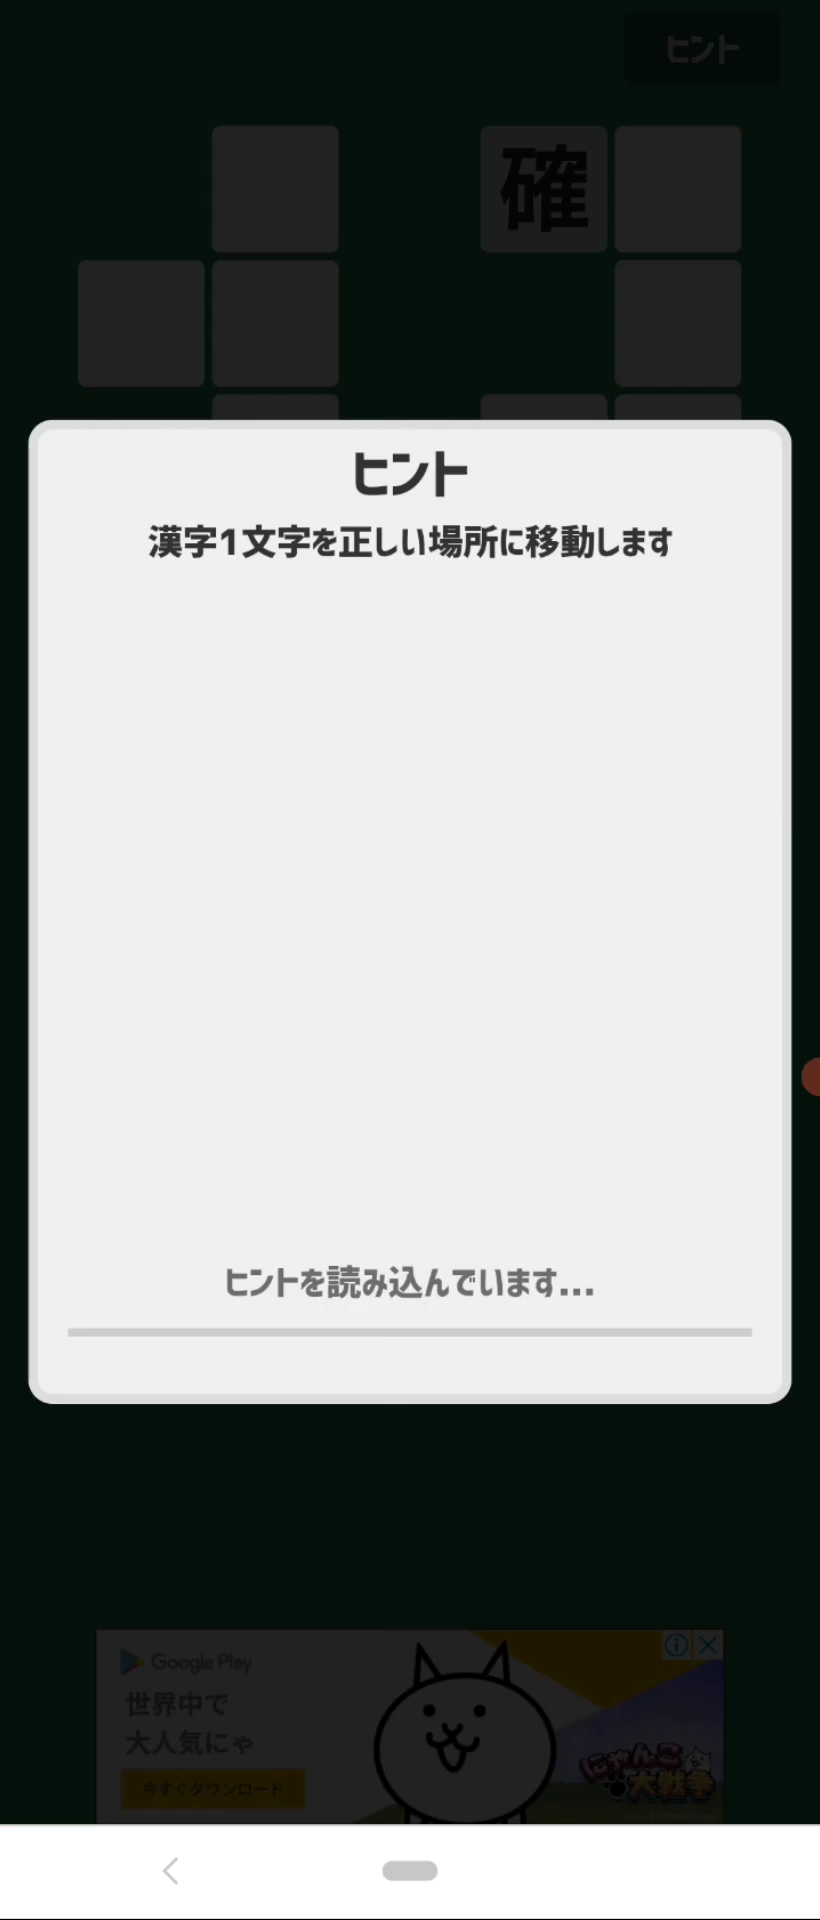 ヒント
確
ヒント
漢字1文字を正しい場所に移動します
ヒントを読み込んでいます...
Google Play
世界中で
大人気にゃ
今すぐダウンロード
にゃんこ
大戦争